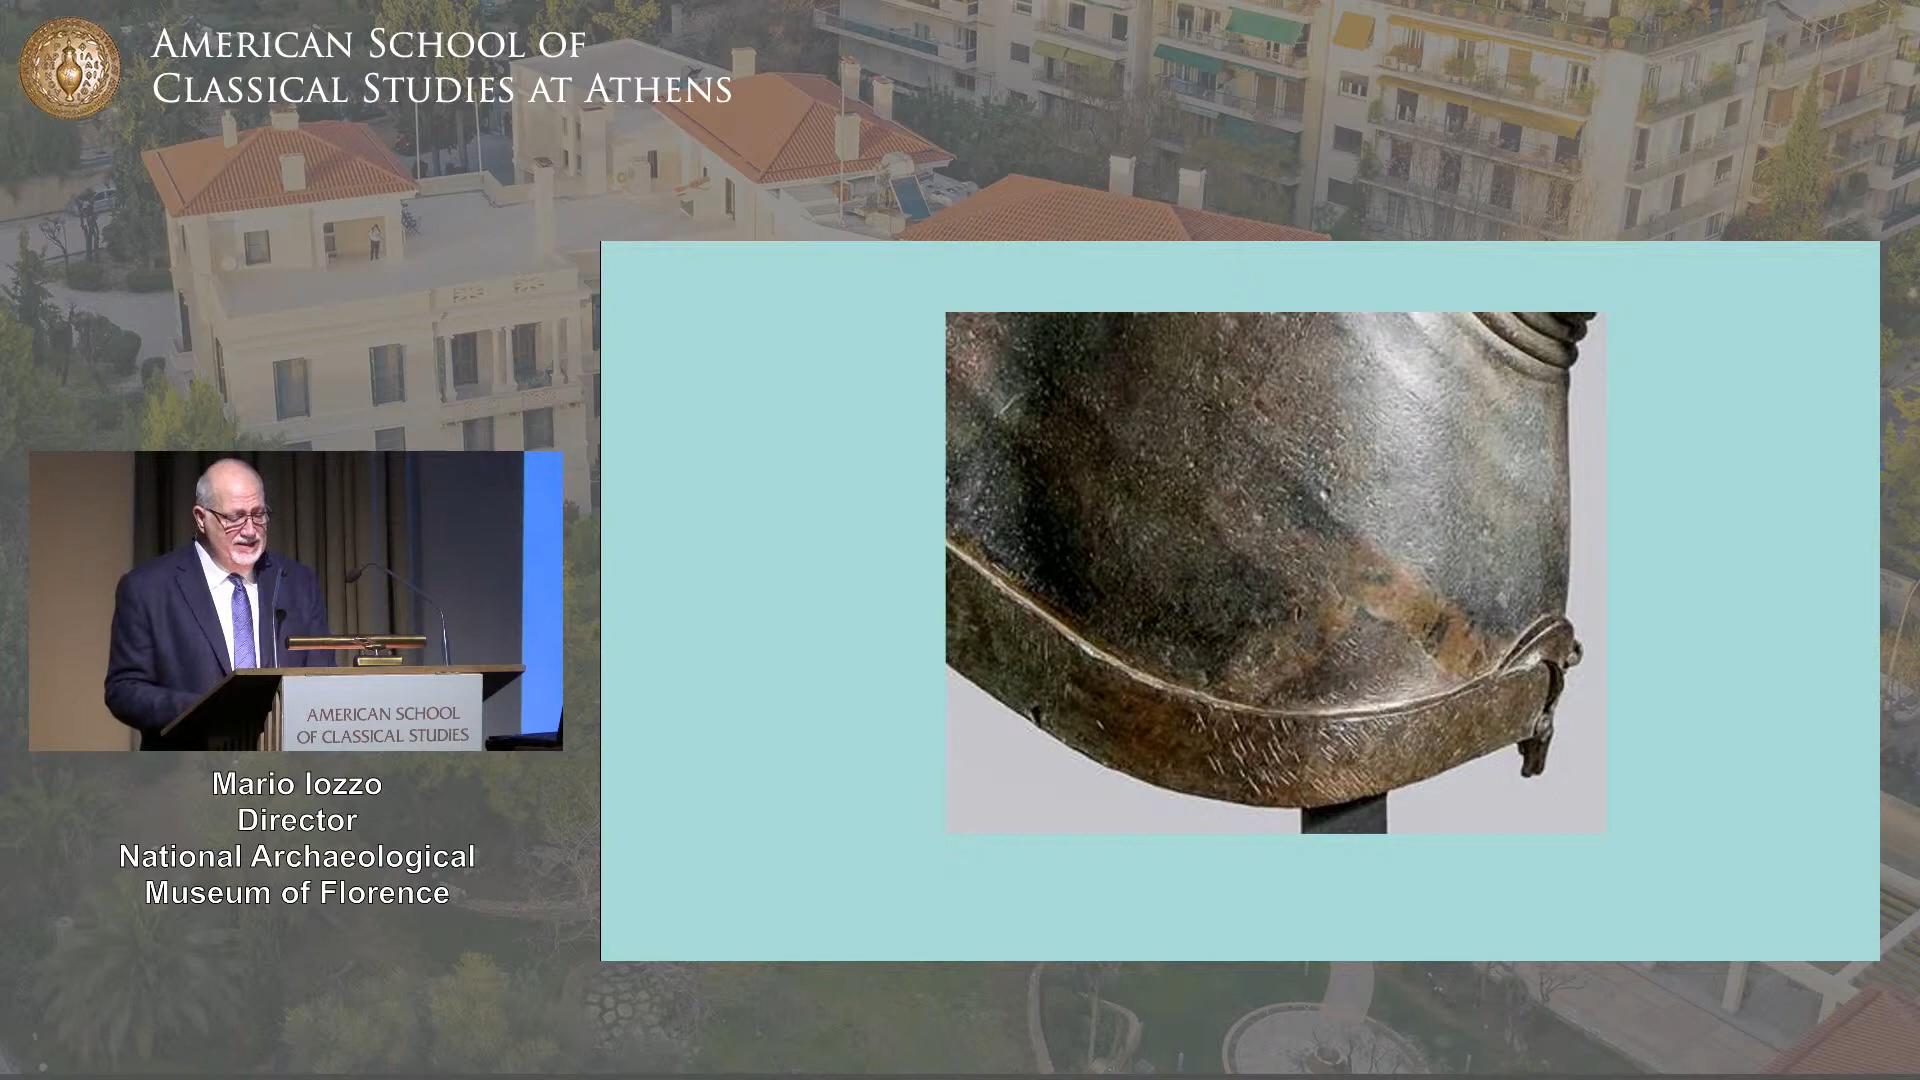 AMERICAN SCHOOL OF
CLASSICAL STUDIES AT ATHENS
AMERICAN SCHOOL
OF CLASSICAL STUDIES
Mario Iozzo
Director
National Archaeological
Museum of Florence